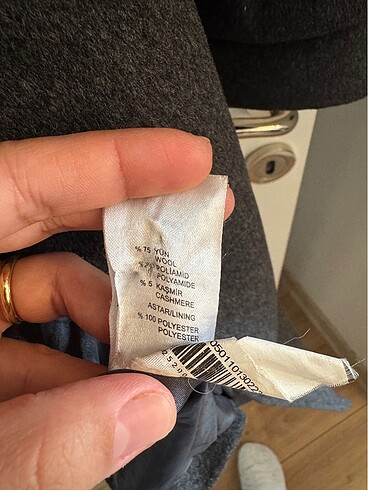 %75 YÜN
WOOL
POLİAMİD
POLYAMIDE
% 5 KAŞMİR
CASHMERE
ASTAR/LINING
% 100 POLYESTER
POLYESTER